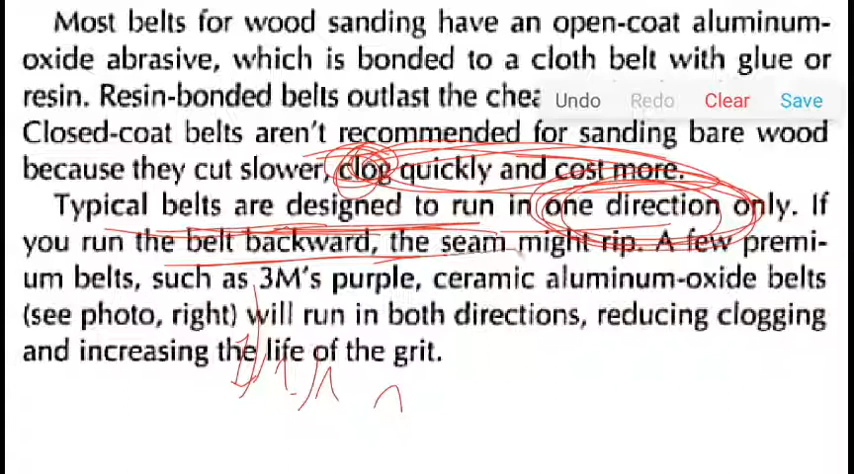 Most belts for wood sanding have an open-coat aluminum-
oxide abrasive, which is bonded to a cloth belt with glue or
resin. Resin-bonded belts outlast the
Undo Redo Clear Save
Closed-coat belts aren't recommended for sanding bare wood
because they cut slower, clog quickly and cost more.
Typical belts are designed to run in one direction only. If
you run the belt backward, the seam might rip. A few premi-
um belts, such as 3M's purple, ceramic aluminum-oxide belts
(see photo, right) will run in both directions, reducing clogging
and increasing the life of the grit.